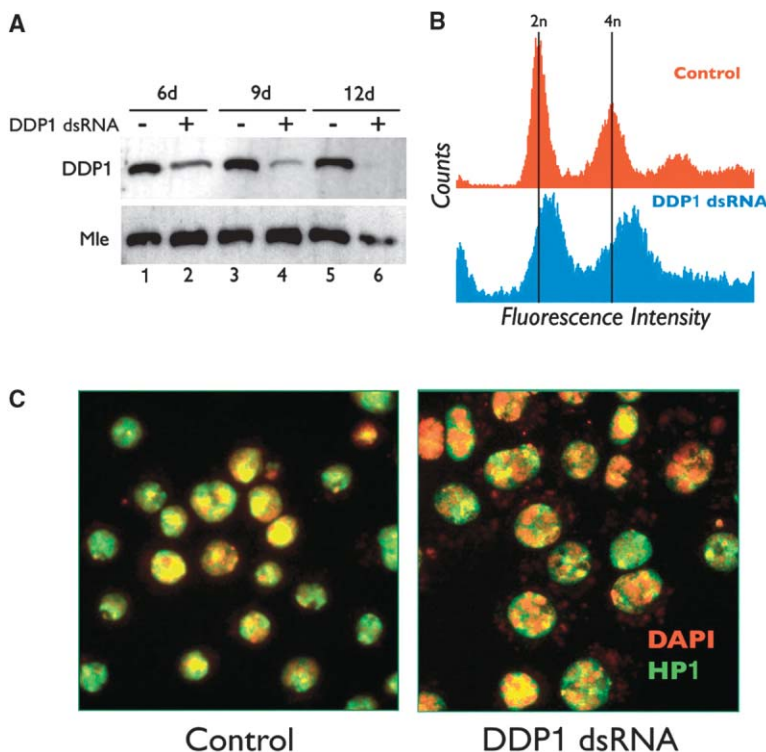 A
6d 9d 12d
DDP1 dsRNA - + - + - +
DDP1
Mle
1 2 3 4 5 6
B
2n 4n
Control
Counts
DDP1 dsRNA
Fluorescence Intensity
C
DAPI
HP1
Control DDP1 dsRNA